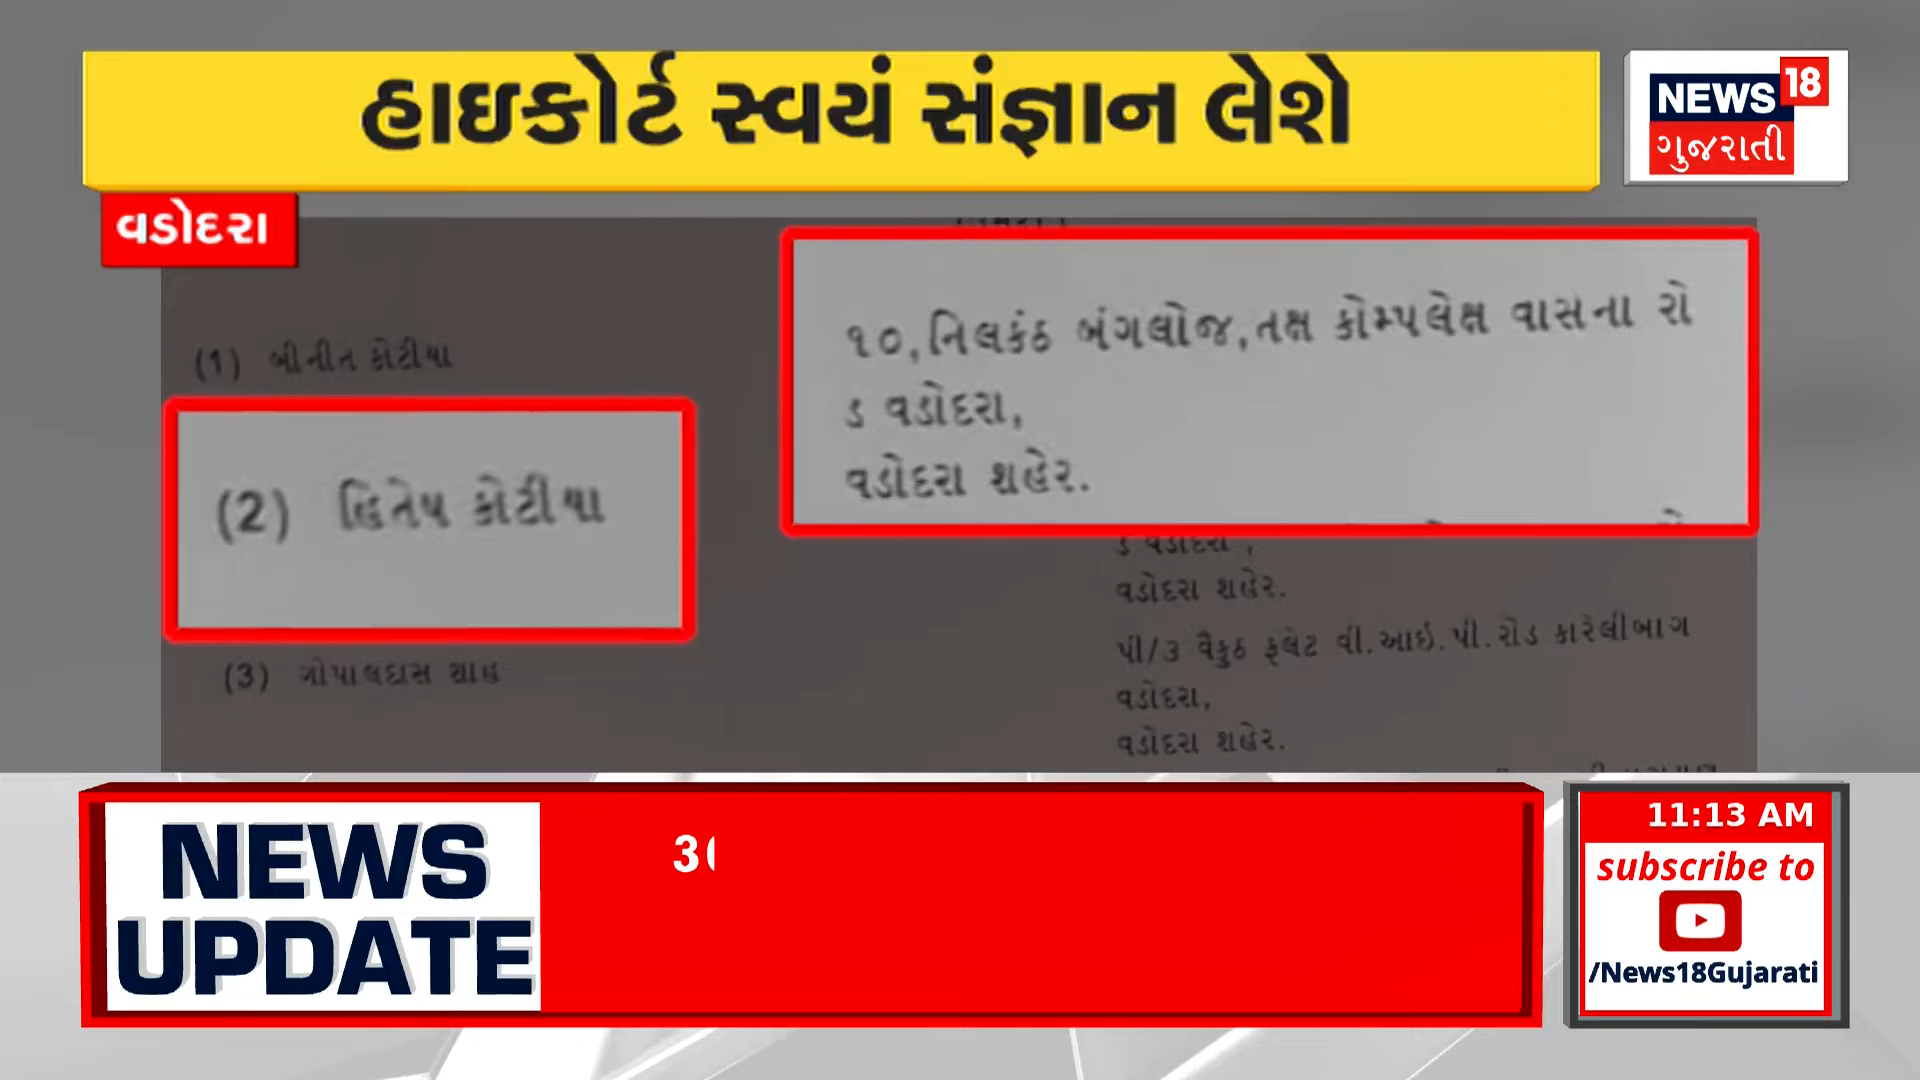 હાઇકોર્ટ સ્વયં સંજ્ઞાન લેશે
NEWS 18
ગુજરાતી
વડોદરા
(1) બીનીત કોટીયા
૧૦,નિલકંઠ બંગલોજ,તક્ષ કોમ્પલેક્ષ વાસના રો
ડ વડોદરા,
વડોદરા શહેર.
(2) હિતેષ કોટીયા
ડ વડોદરા ,
વડોદરા શહેર.
(3) ગોપાલદાસ શાહ
પી/૩ વૈકુઠ ફ્લેટ વી.આઇ.પી.રોડ કારેલીબાગ
વડોદરા,
વડોદરા શહેર.
NEWS
UPDATE
11:13 AM
subscribe to
/News18Gujarati